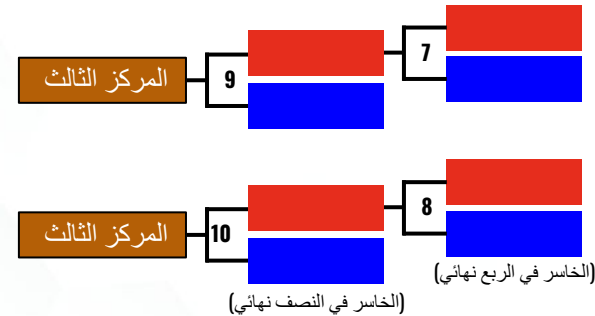 7
المركز الثالث
9
8
المركز الثالث
10
(الخاسر في الربع نهائي)
(الخاسر في النصف نهائي)